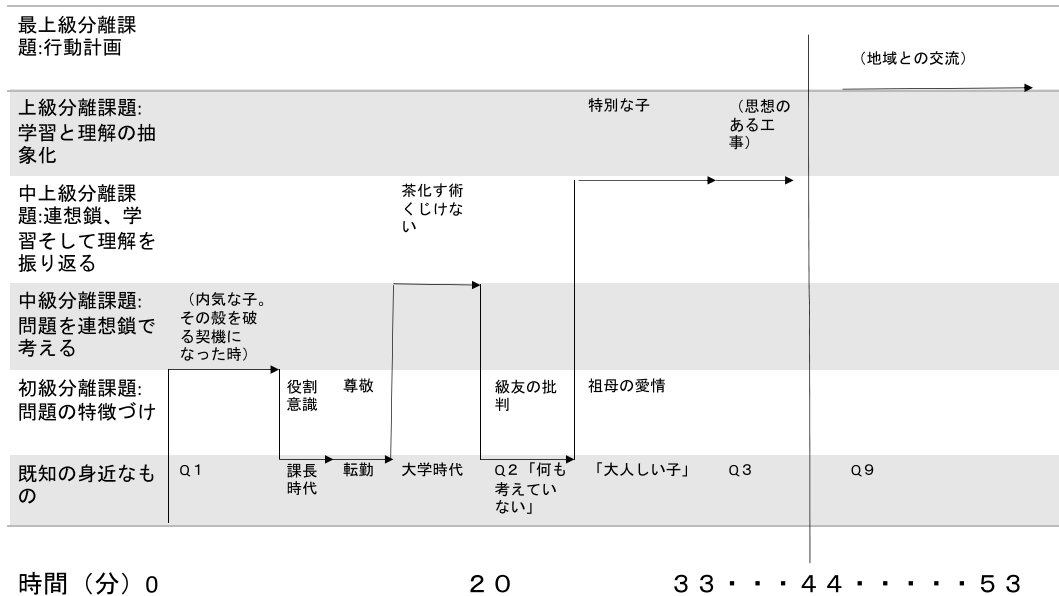 最上級分離課
題:行動計画
（地域との交流）
上級分離課題:
学習と理解の抽
象化
特別な子
（思想の
ある工
事）
中上級分離課
題:連想鎖、学
習そして理解を
振り返る
茶化す術
くじけな
い
中級分離課題:
問題を連想鎖で
考える
（内気な子。
その殻を破
る契機に
なった時）
初級分離課題:
問題の特徴づけ
役割
意識
尊敬
級友の批
判
祖母の愛情
既知の身近なも
の
Ｑ１
課長
時代
転勤
大学時代
Ｑ２「何も
考えてい
ない」
「大人しい子」
Ｑ３
Ｑ９
時間（分）0 ２０ ３３・・・４４・・・・・５３